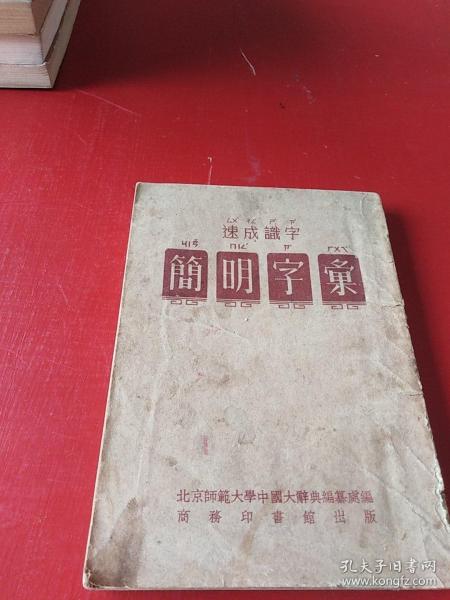 速成識字
簡明字彙
北京師範大學中國大辭典編纂處編
商務印書館出版
孔夫子旧书网
kongfz.com